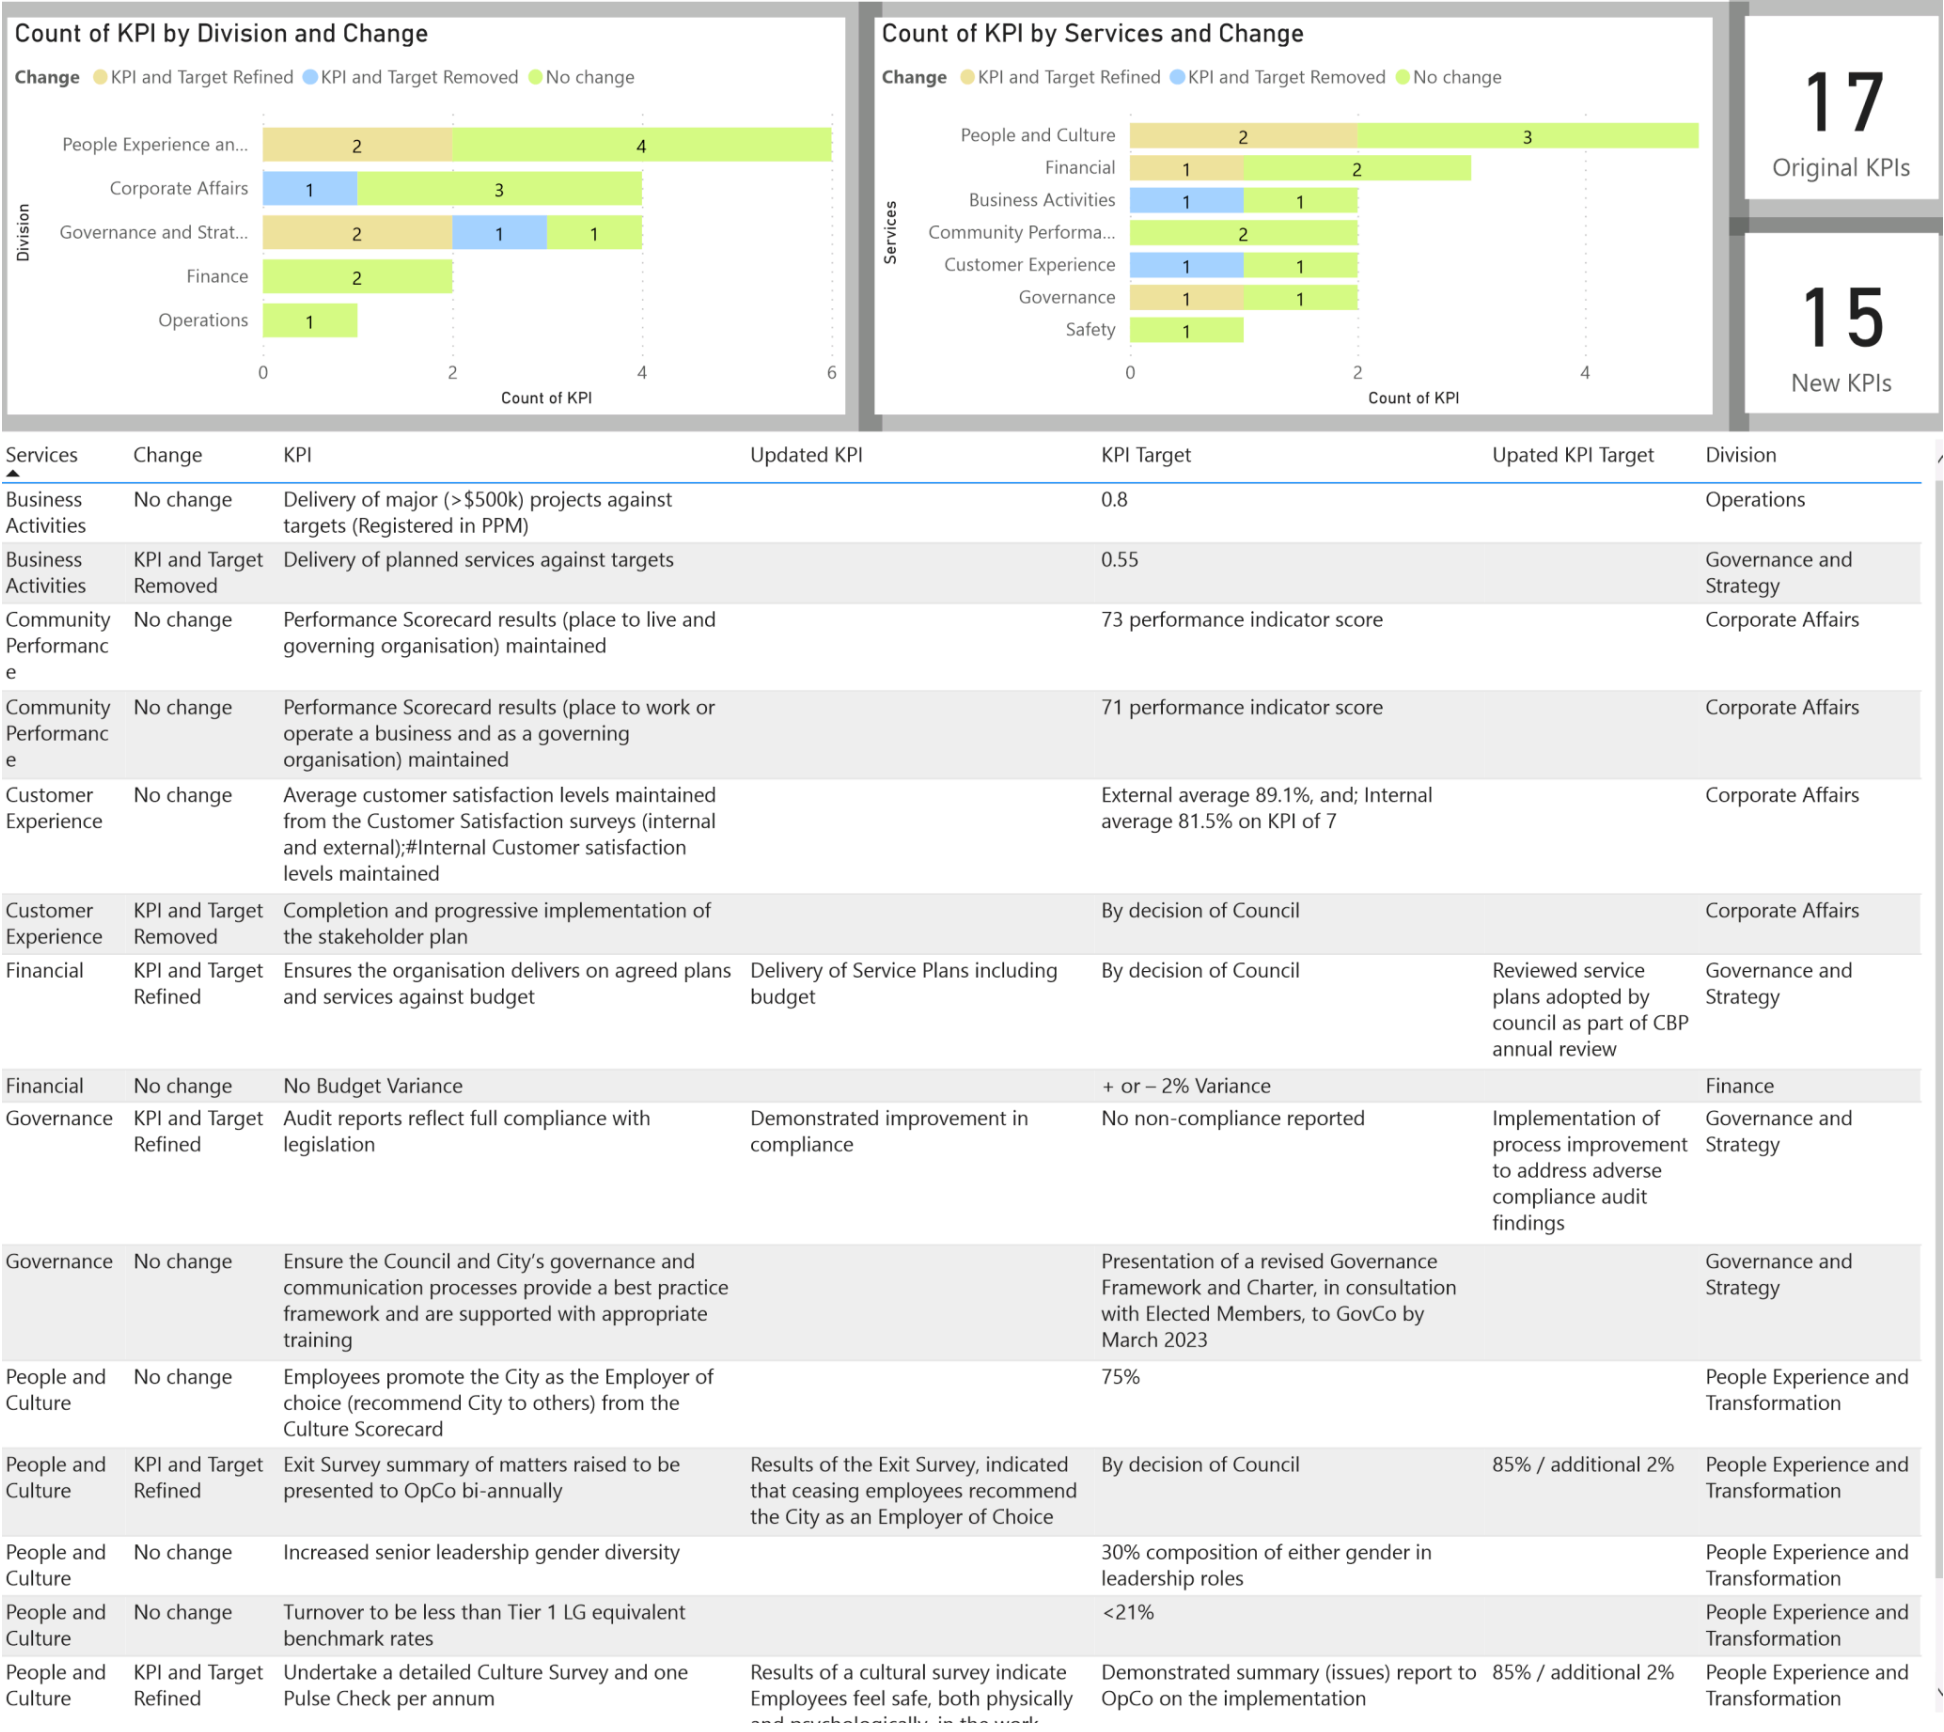 Count of KPI by Division and Change
Change KPI and Target Refined KPI and Target Removed No change
Division
People Experience an... 2 4
Corporate Affairs 1 3
Governance and Strat... 2 1 1
Finance 2
Operations 1
0 2 4 6
Count of KPI
Count of KPI by Services and Change
Change KPI and Target Refined KPI and Target Removed No change
Services
People and Culture 2 3
Financial 1 2
Business Activities 1 1
Community Performa... 2
Customer Experience 1 1
Governance 1 1
Safety 1
0 2 4
Count of KPI
17
Original KPIs
15
New KPIs
Services Change KPI Updated KPI KPI Target Upated KPI Target Division
Business No change Delivery of major (>$500k) projects against 0.8 Operations
Activities targets (Registered in PPM)
Business KPI and Target Delivery of planned services against targets 0.55 Governance and
Activities Removed Strategy
Community No change Performance Scorecard results (place to live and 73 performance indicator score Corporate Affairs
Performanc governing organisation) maintained
e
Community No change Performance Scorecard results (place to work or 71 performance indicator score Corporate Affairs
Performanc operate a business and as a governing
e organisation) maintained
Customer No change Average customer satisfaction levels maintained External average 89.1%, and; Internal Corporate Affairs
Experience from the Customer Satisfaction surveys (internal average 81.5% on KPI of 7
and external);#Internal Customer satisfaction
levels maintained
Customer KPI and Target Completion and progressive implementation of By decision of Council Corporate Affairs
Experience Removed the stakeholder plan
Financial KPI and Target Ensures the organisation delivers on agreed plans Delivery of Service Plans including By decision of Council Reviewed service Governance and
Refined and services against budget budget plans adopted by Strategy
council as part of CBP
annual review
Financial No change No Budget Variance + or – 2% Variance Finance
Governance KPI and Target Audit reports reflect full compliance with Demonstrated improvement in No non-compliance reported Implementation of Governance and
Refined legislation compliance process improvement Strategy
to address adverse
compliance audit
findings
Governance No change Ensure the Council and City's governance and Presentation of a revised Governance Governance and
communication processes provide a best practice Framework and Charter, in consultation Strategy
framework and are supported with appropriate with Elected Members, to GovCo by
training March 2023
People and No change Employees promote the City as the Employer of 75% People Experience and
Culture choice (recommend City to others) from the Transformation
Culture Scorecard
People and KPI and Target Exit Survey summary of matters raised to be Results of the Exit Survey, indicated By decision of Council 85% / additional 2% People Experience and
Culture Refined presented to OpCo bi-annually that ceasing employees recommend Transformation
the City as an Employer of Choice
People and No change Increased senior leadership gender diversity 30% composition of either gender in People Experience and
Culture leadership roles Transformation
People and No change Turnover to be less than Tier 1 LG equivalent <21% People Experience and
Culture benchmark rates Transformation
People and KPI and Target Undertake a detailed Culture Survey and one Results of a cultural survey indicate Demonstrated summary (issues) report to 85% / additional 2% People Experience and
Culture Refined Pulse Check per annum Employees feel safe, both physically OpCo on the implementation Transformation
and psychologically, in the work